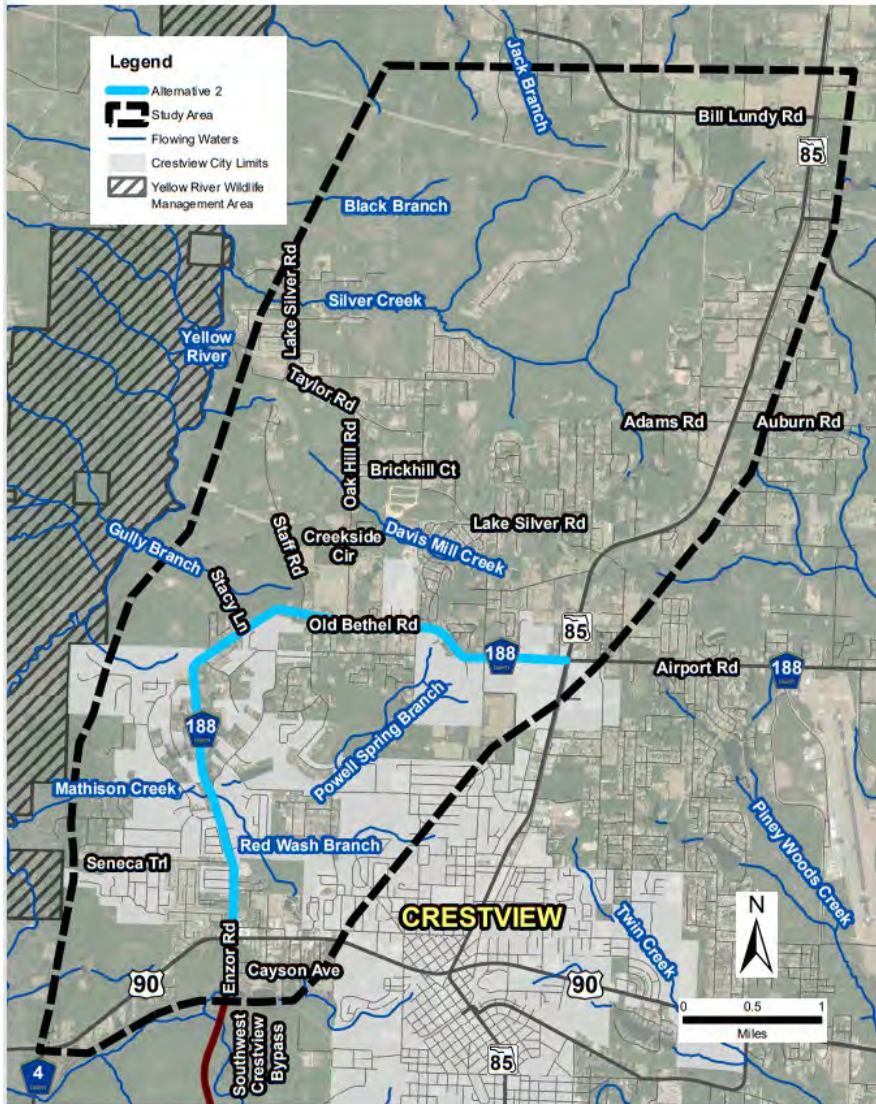 Legend
Alternative 2
Study Area
Flowing Waters
Crestview City Limits
Yellow River Wildlife
Management Area
Jack Branch
Bill Lundy Rd
85
Black Branch
Lake Silver Rd
Silver Creek
Yellow
River
Taylor Rd
Adams Rd
Auburn Rd
Oak Hill Rd
Brickhill Ct
Lake Silver Rd
Staff Rd
Creekside
Cir
Davis Mill Creek
Gully Branch
Stacy Ln
Old Bethel Rd
85
188
Airport Rd
188
188
Powell Spring Branch
Mathison Creek
Red Wash Branch
Piney Woods Creek
Seneca Trl
CRESTVIEW
Twin Creek
N
Enzor Rd
Cayson Ave
90
90
0 0.5 1
Miles
Southwest
Crestview
Bypass
85
4